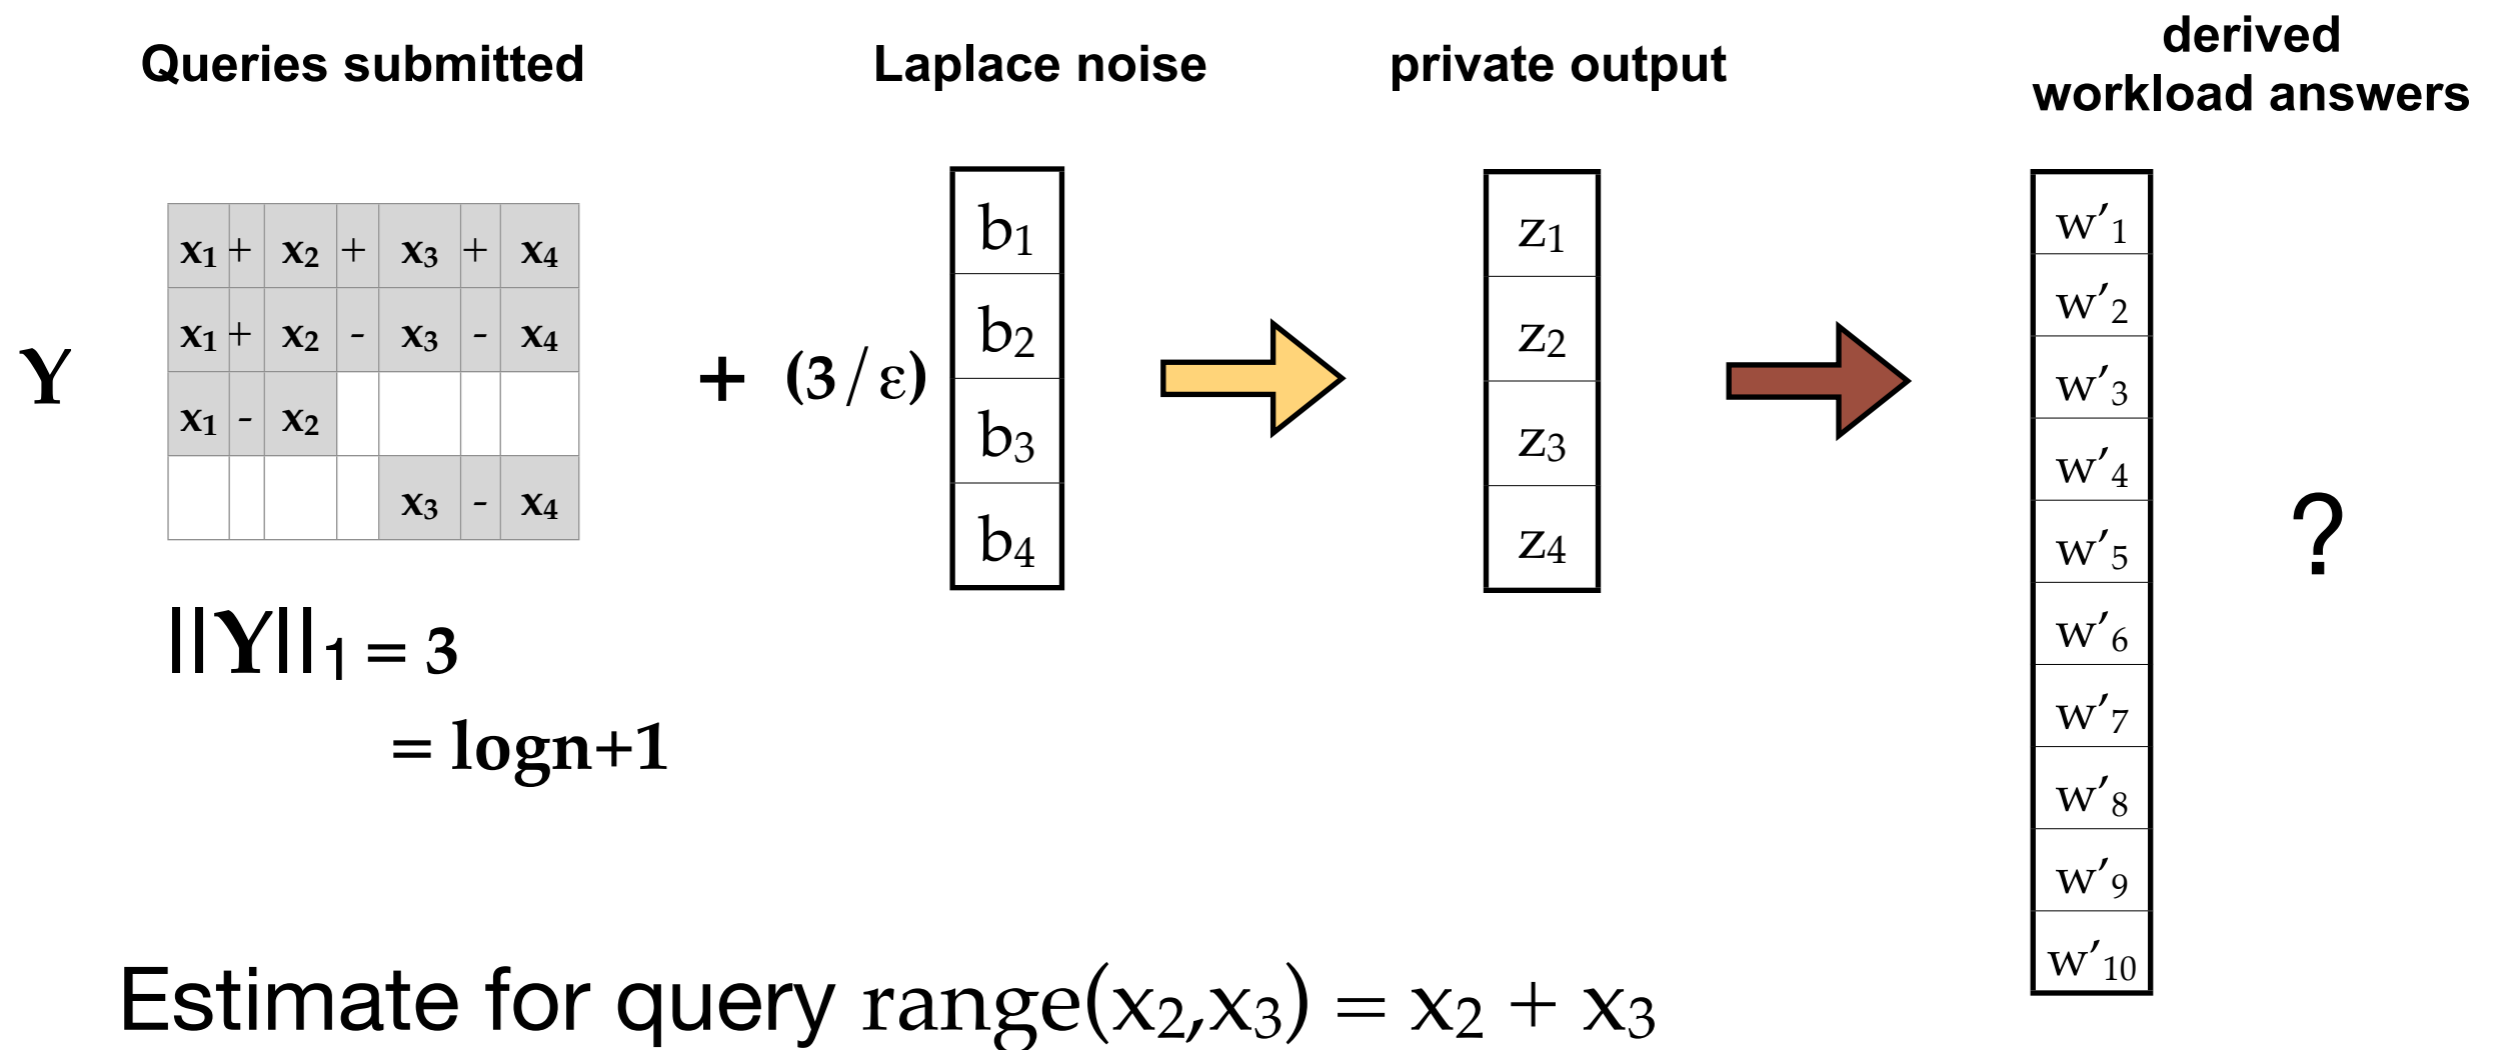 Queries submitted
Laplace noise
private output
derived
workload answers
Y
x₁ + x₂ + x₃ + x₄
x₁ + x₂ - x₃ - x₄
x₁ - x₂
x₃ - x₄
+ (3/ε)
b₁
b₂
b₃
b₄
z₁
z₂
z₃
z₄
w′₁
w′₂
w′₃
w′₄
w′₅
w′₆
w′₇
w′₈
w′₉
w′₁₀
?
||Y||₁ = 3
= logn+1
Estimate for query range(x₂,x₃) = x₂ + x₃